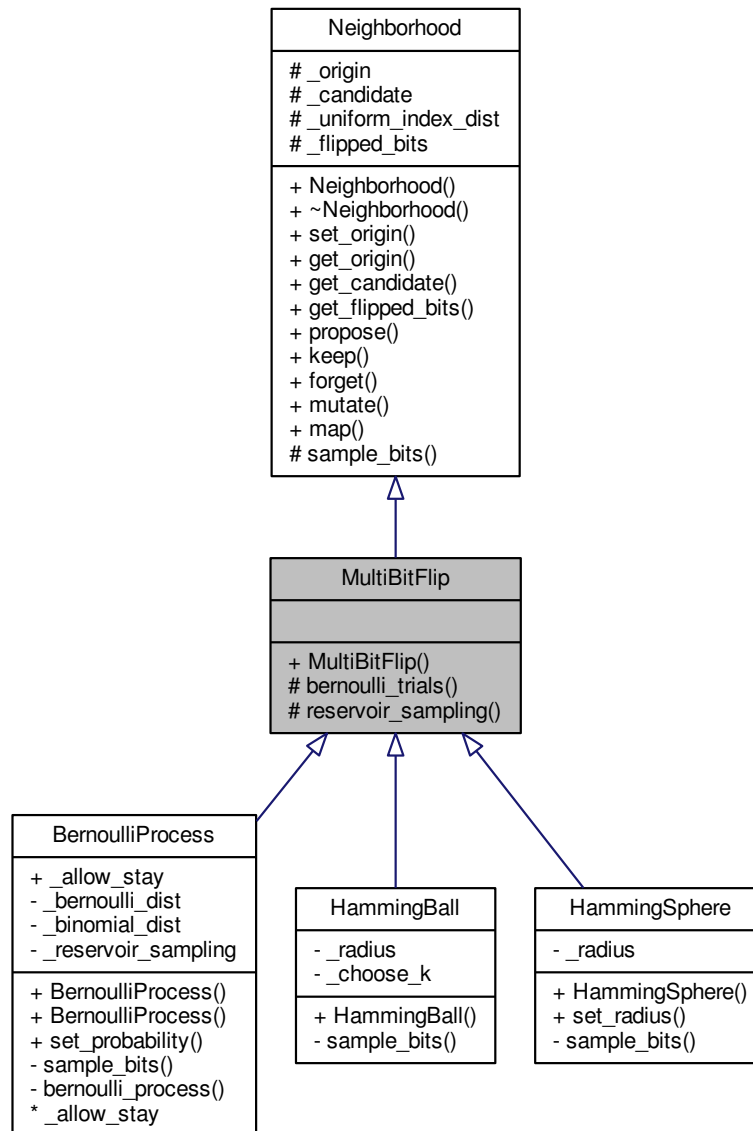 Neighborhood
# _origin
# _candidate
# _uniform_index_dist
# _flipped_bits
+ Neighborhood()
+ ~Neighborhood()
+ set_origin()
+ get_origin()
+ get_candidate()
+ get_flipped_bits()
+ propose()
+ keep()
+ forget()
+ mutate()
+ map()
# sample_bits()
MultiBitFlip
+ MultiBitFlip()
# bernoulli_trials()
# reservoir_sampling()
BernoulliProcess
+ _allow_stay
- _bernoulli_dist
- _binomial_dist
- _reservoir_sampling
+ BernoulliProcess()
+ BernoulliProcess()
+ set_probability()
- sample_bits()
- bernoulli_process()
* _allow_stay
HammingBall
- _radius
- _choose_k
+ HammingBall()
- sample_bits()
HammingSphere
- _radius
+ HammingSphere()
+ set_radius()
- sample_bits()